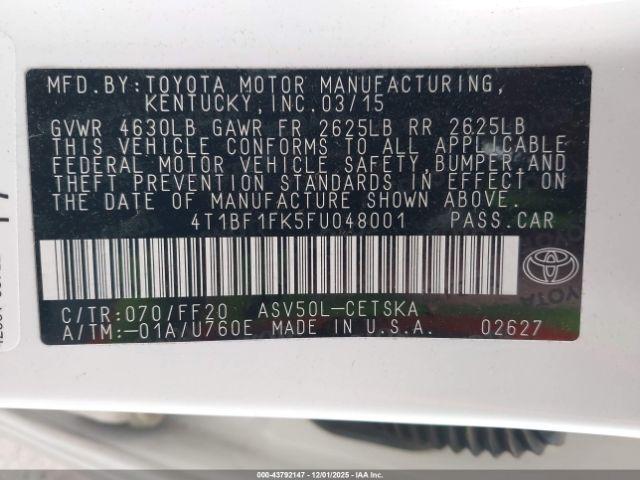 MFD.BY:TOYOTA MOTOR MANUFACTURING,
KENTUCKY,INC.03/15
GVWR 4630LB GAWR FR 2625LB RR 2625LB
THIS VEHICLE CONFORMS TO ALL APPLICABLE
FEDERAL MOTOR VEHICLE SAFETY,BUMPER,AND
THEFT PREVENTION STANDARDS IN EFFECT ON
THE DATE OF MANUFACTURE SHOWN ABOVE.
4T1BF1FK5FU048001 PASS.CAR
C/TR:070/FF20 ASV50L-CETSKA
A/TM:-01A/U760E MADE IN U.S.A. 02627
TOYOTA
000-43792147 - 12/01/2025 - IAAI, Inc.